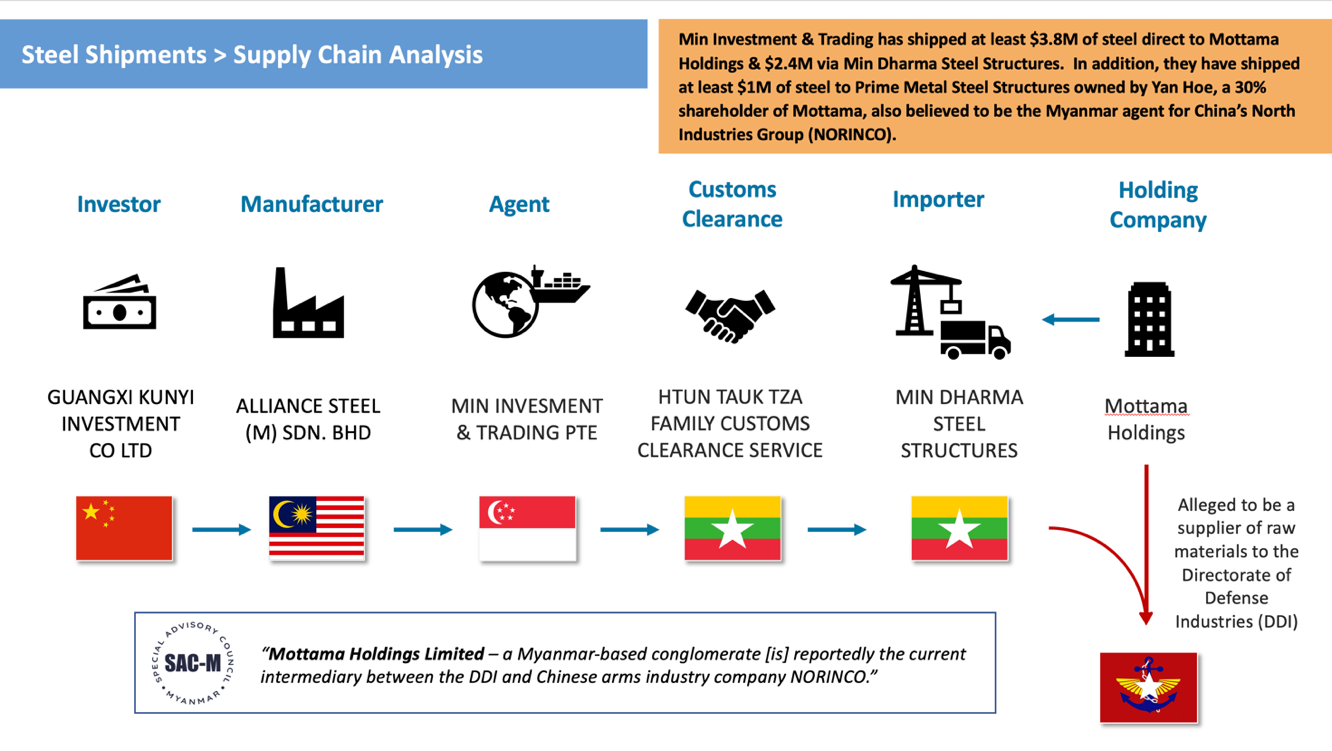 Steel Shipments > Supply Chain Analysis
Min Investment & Trading has shipped at least $3.8M of steel direct to Mottama
Holdings & $2.4M via Min Dharma Steel Structures.  In addition, they have shipped
at least $1M of steel to Prime Metal Steel Structures owned by Yan Hoe, a 30%
shareholder of Mottama, also believed to be the Myanmar agent for China’s North
Industries Group (NORINCO).
Investor
Manufacturer
Agent
Customs
Clearance
Importer
Holding
Company
GUANGXI KUNYI
INVESTMENT
CO LTD
ALLIANCE STEEL
(M) SDN. BHD
MIN INVESMENT
& TRADING PTE
HTUN TAUK TZA
FAMILY CUSTOMS
CLEARANCE SERVICE
MIN DHARMA
STEEL
STRUCTURES
Mottama
Holdings
Alleged to be a
supplier of raw
materials to the
Directorate of
Defense
Industries (DDI)
SPECIAL ADVISORY COUNCIL
SAC-M
• MYANMAR •
“Mottama Holdings Limited – a Myanmar-based conglomerate [is] reportedly the current
intermediary between the DDI and Chinese arms industry company NORINCO.”